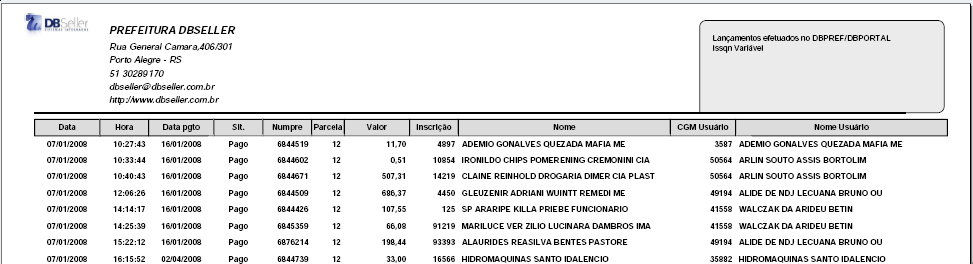 DBSeller
PREFEITURA DBSELLER
Rua General Camara,406/301
Porto Alegre - RS
51 30289170
dbseller@dbseller.com.br
http://www.dbseller.com.br
Lançamentos efetuados no DBPREF/DBPORTAL
Issqn Variável
Data Hora Data pgto Sit. Numpre Parcela Valor Inscrição Nome CGM Usuário Nome Usuário
07/01/2008 10:27:43 16/01/2008 Pago 6844519 12 11,70 4897 ADEMIO GONALVES QUEZADA MAFIA ME 3587 ADEMIO GONALVES QUEZADA MAFIA ME
07/01/2008 10:33:44 16/01/2008 Pago 6844602 12 0,51 10854 IRONILDO CHIPS POMERENING CREMONINI CIA 50564 ARLIN SOUTO ASSIS BORTOLIM
07/01/2008 10:40:43 16/01/2008 Pago 6844671 12 507,31 14219 CLAINE REINHOLD DROGARIA DIMER CIA PLAST 50564 ARLIN SOUTO ASSIS BORTOLIM
07/01/2008 12:06:26 16/01/2008 Pago 6844509 12 686,37 4450 GLEUZENIR ADRIANI WUINTT REMEDI ME 49194 ALIDE DE NDJ LECUANA BRUNO OU
07/01/2008 14:14:17 16/01/2008 Pago 6844426 12 107,55 125 SP ARARIPE KILLA PRIEBE FUNCIONARIO 41558 WALCZAK DA ARIDEU BETIN
07/01/2008 14:25:39 16/01/2008 Pago 6845359 12 66,08 91219 MARILUCE VER ZILIO LUCINARA DAMBROS IMA 41558 WALCZAK DA ARIDEU BETIN
07/01/2008 15:22:12 16/01/2008 Pago 6876214 12 198,44 93393 ALAURIDES REASILVA BENTES PASTORE 49194 ALIDE DE NDJ LECUANA BRUNO OU
07/01/2008 16:15:52 02/04/2008 Pago 6844739 12 33,00 16566 HIDROMAQUINAS SANTO IDALENCIO 35882 HIDROMAQUINAS SANTO IDALENCIO